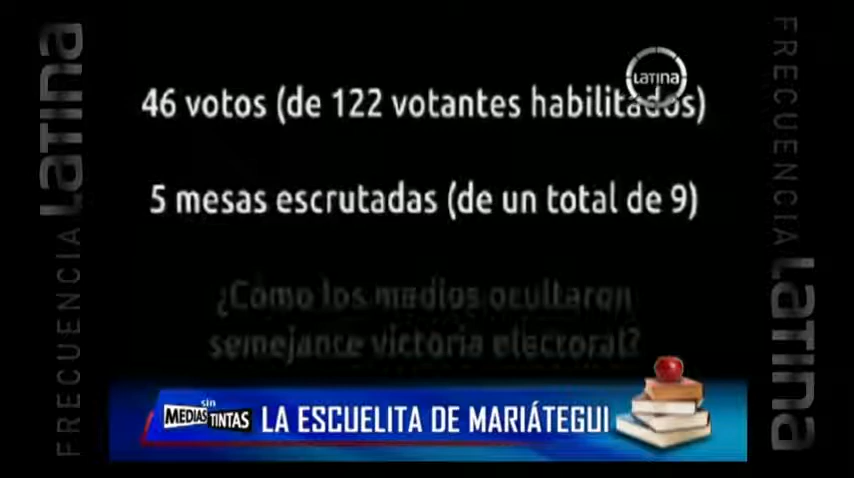 FRECUENCIA LATINA
LATINA
46 votos (de 122 votantes habilitados)
5 mesas escrutadas (de un total de 9)
¿Cómo los medios ocultaron
semejante victoria electoral?
sin
MEDIAS TINTAS
LA ESCUELITA DE MARIÁTEGUI
FRECUENCIA LATINA